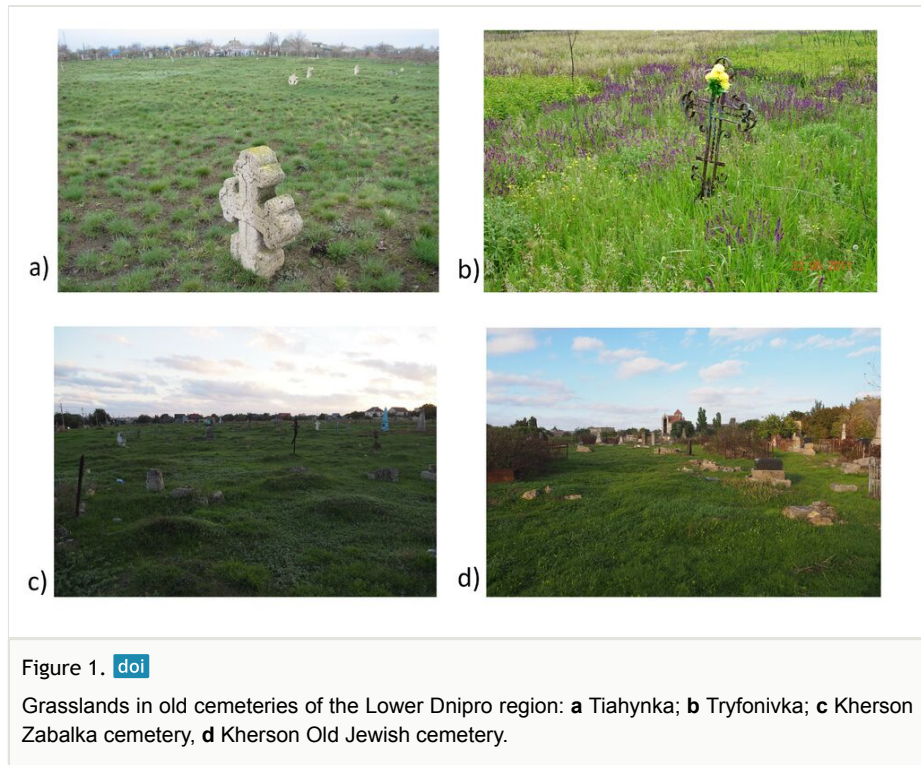 a)
b)
c)
d)
Figure 1. doi
Grasslands in old cemeteries of the Lower Dnipro region: a Tiahynka; b Tryfonivka; c Kherson
Zabalka cemetery, d Kherson Old Jewish cemetery.